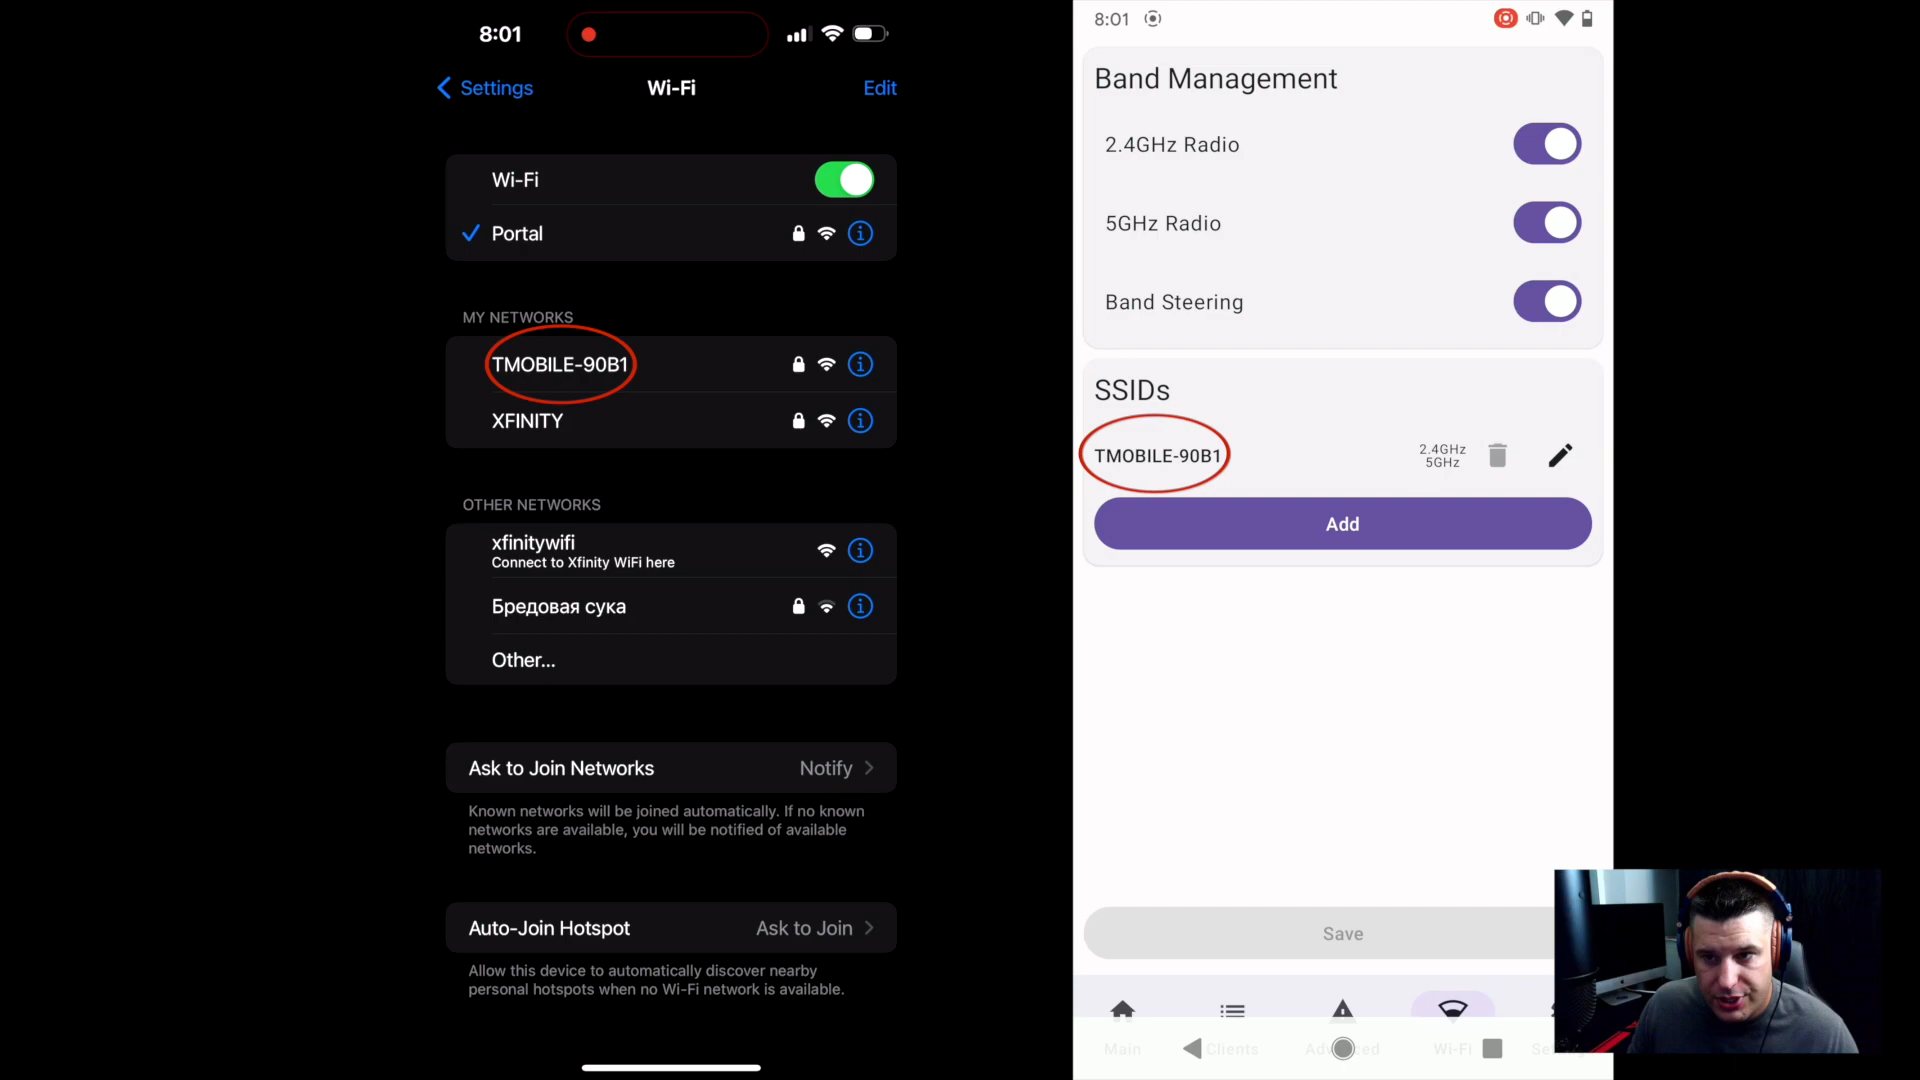 8:01
Settings
Wi-Fi
Edit
Wi-Fi
Portal
MY NETWORKS
TMOBILE-90B1
XFINITY
OTHER NETWORKS
xfinitywifi
Connect to Xfinity WiFi here
Бредовая сука
Other...
Ask to Join Networks
Notify
Known networks will be joined automatically. If no known
networks are available, you will be notified of available
networks.
Auto-Join Hotspot
Ask to Join
Allow this device to automatically discover nearby
personal hotspots when no Wi-Fi network is available.
8:01
Band Management
2.4GHz Radio
5GHz Radio
Band Steering
SSIDs
TMOBILE-90B1
2.4GHz
5GHz
Add
Save
Main
Clients
Wi-Fi